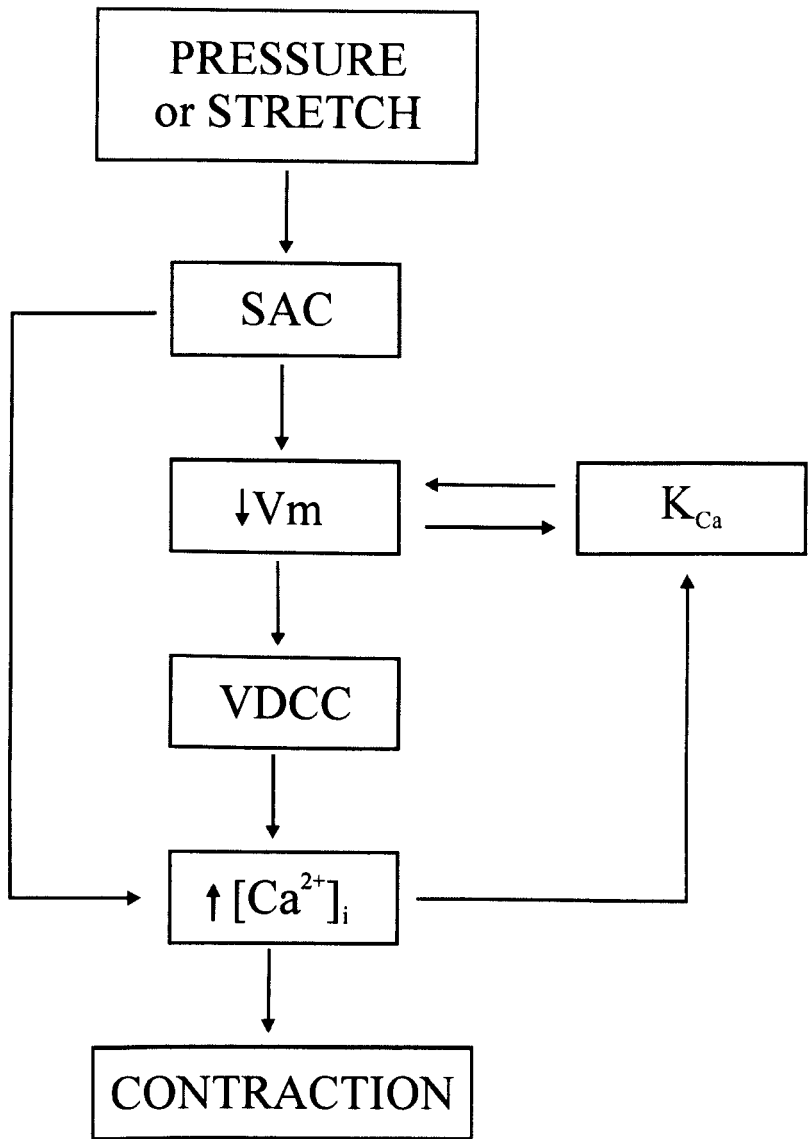 PRESSURE
or STRETCH
SAC
↓Vm
K_Ca
VDCC
↑[Ca²⁺]ᵢ
CONTRACTION